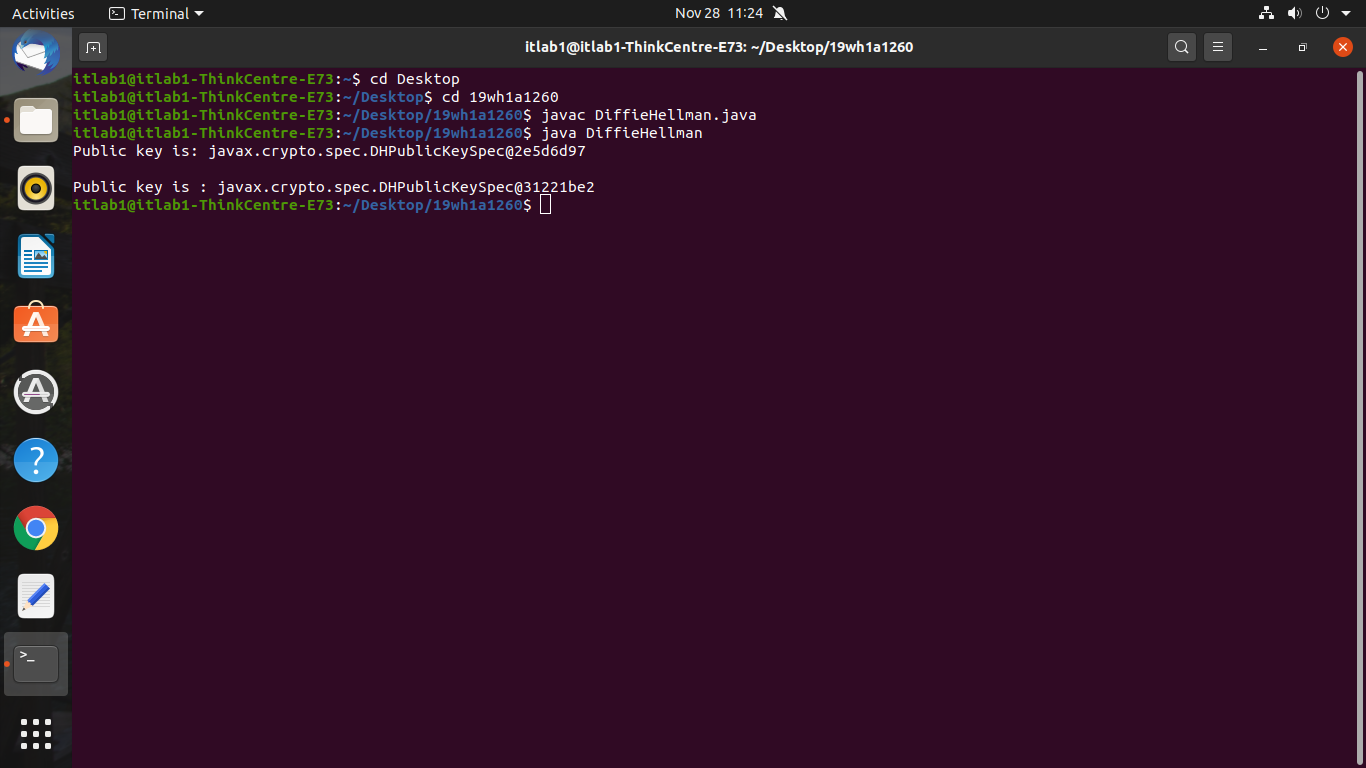 Activities
Terminal
Nov 28 11:24
itlab1@itlab1-ThinkCentre-E73: ~/Desktop/19wh1a1260
itlab1@itlab1-ThinkCentre-E73:~$ cd Desktop
itlab1@itlab1-ThinkCentre-E73:~/Desktop$ cd 19wh1a1260
itlab1@itlab1-ThinkCentre-E73:~/Desktop/19wh1a1260$ javac DiffieHellman.java
itlab1@itlab1-ThinkCentre-E73:~/Desktop/19wh1a1260$ java DiffieHellman
Public key is: javax.crypto.spec.DHPublicKeySpec@2e5d6d97
Public key is : javax.crypto.spec.DHPublicKeySpec@31221be2
itlab1@itlab1-ThinkCentre-E73:~/Desktop/19wh1a1260$